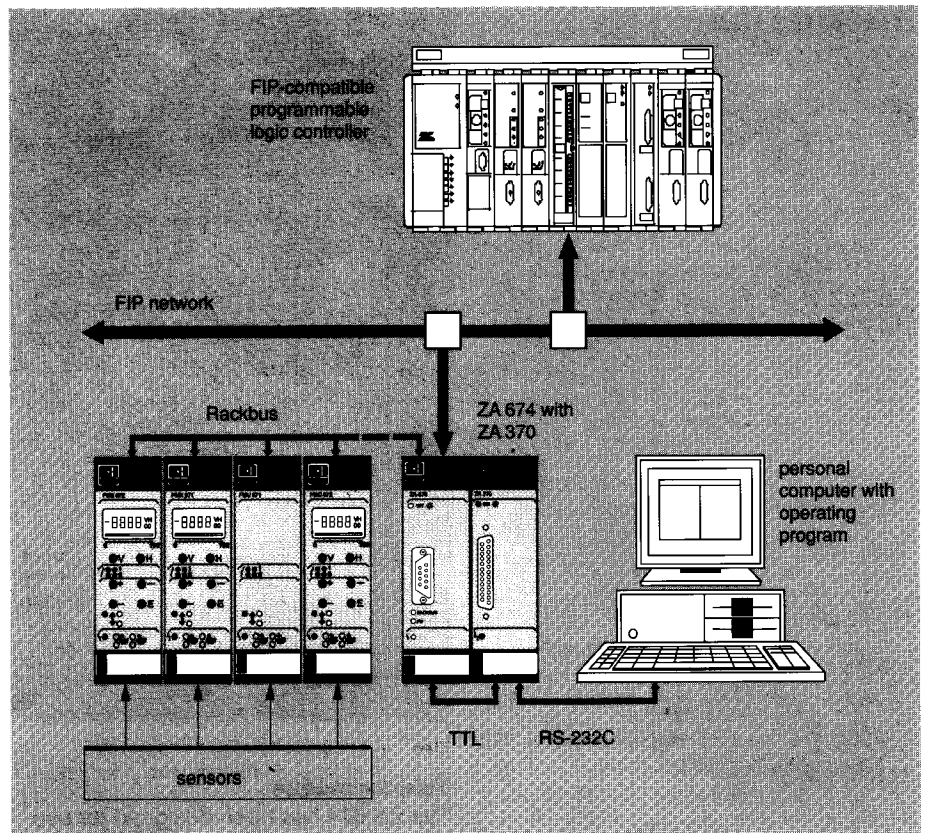 FIP-compatible
programmable
logic controller
FIP network
Rackbus
ZA 674 with
ZA 370
personal
computer with
operating
program
TTL
RS-232C
sensors